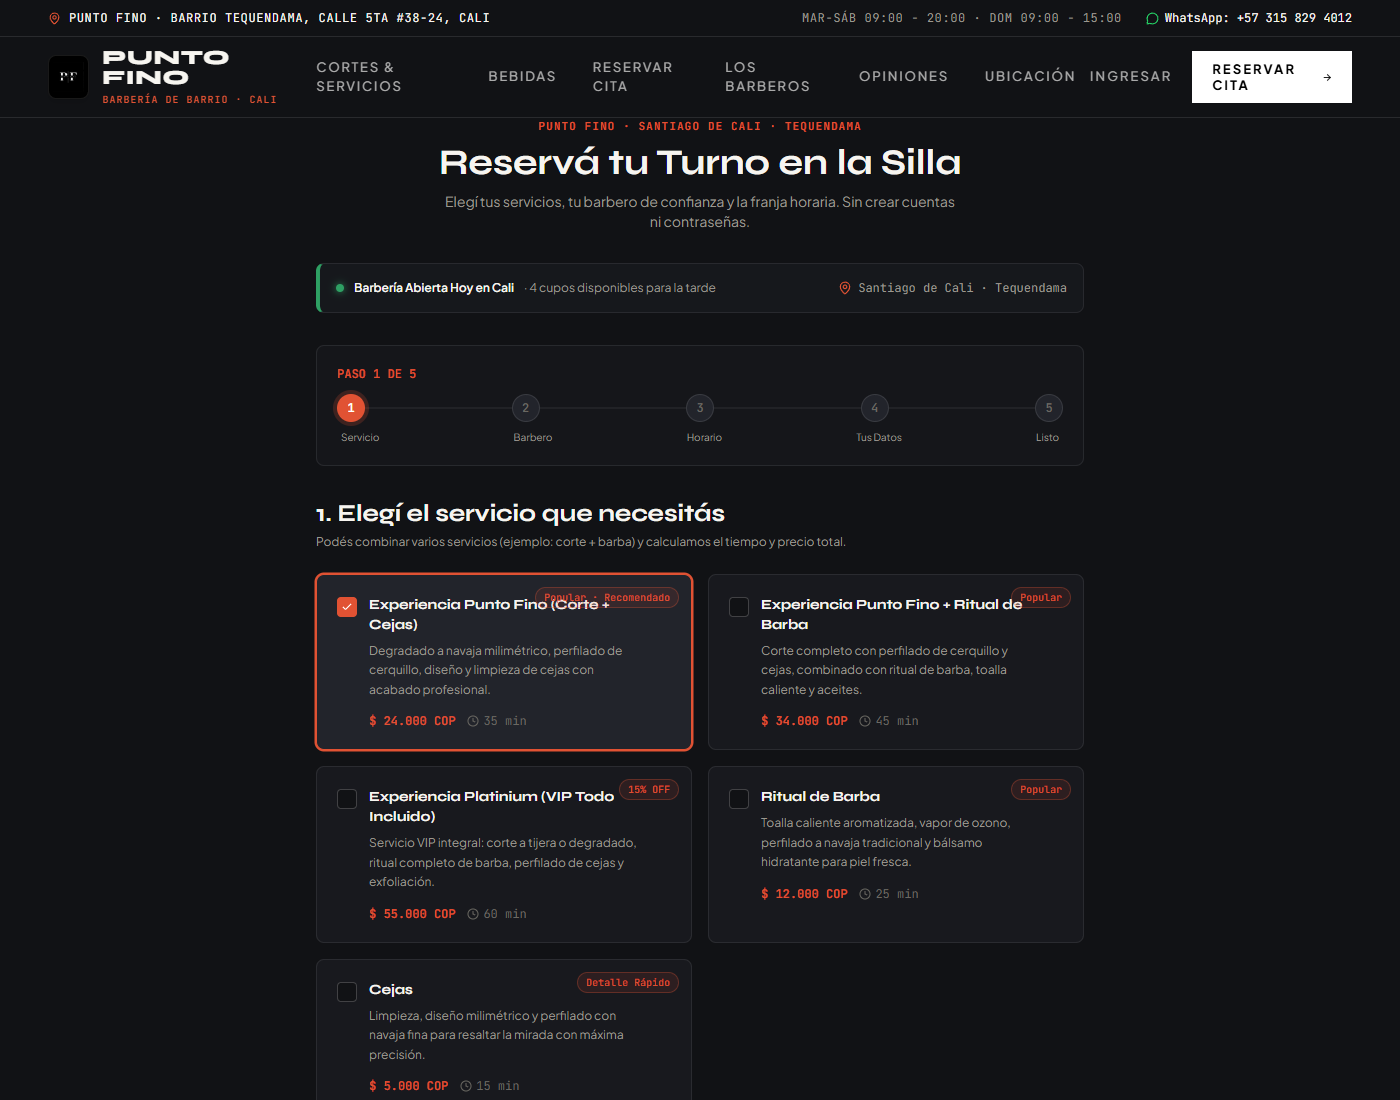 PUNTO FINO · BARRIO TEQUENDAMA, CALLE 5TA #38-24, CALI
MAR-SÁB 09:00 - 20:00 · DOM 09:00 - 15:00
WhatsApp: +57 315 829 4012
PF
PUNTO
FINO
BARBERÍA DE BARRIO · CALI
CORTES &
SERVICIOS
BEBIDAS
RESERVAR
CITA
LOS
BARBEROS
OPINIONES
UBICACIÓN
INGRESAR
RESERVAR
CITA →
PUNTO FINO · SANTIAGO DE CALI · TEQUENDAMA
Reservá tu Turno en la Silla
Elegí tus servicios, tu barbero de confianza y la franja horaria. Sin crear cuentas
ni contraseñas.
Barbería Abierta Hoy en Cali · 4 cupos disponibles para la tarde
Santiago de Cali · Tequendama
PASO 1 DE 5
1 2 3 4 5
Servicio Barbero Horario Tus Datos Listo
1. Elegí el servicio que necesitás
Podés combinar varios servicios (ejemplo: corte + barba) y calculamos el tiempo y precio total.
Popular · Recomendado
Experiencia Punto Fino (Corte +
Cejas)
Degradado a navaja milimétrico, perfilado de
cerquillo, diseño y limpieza de cejas con
acabado profesional.
$ 24.000 COP 35 min
Popular
Experiencia Punto Fino + Ritual de
Barba
Corte completo con perfilado de cerquillo y
cejas, combinado con ritual de barba, toalla
caliente y aceites.
$ 34.000 COP 45 min
15% OFF
Experiencia Platinium (VIP Todo
Incluido)
Servicio VIP integral: corte a tijera o degradado,
ritual completo de barba, perfilado de cejas y
exfoliación.
$ 55.000 COP 60 min
Popular
Ritual de Barba
Toalla caliente aromatizada, vapor de ozono,
perfilado a navaja tradicional y bálsamo
hidratante para piel fresca.
$ 12.000 COP 25 min
Detalle Rápido
Cejas
Limpieza, diseño milimétrico y perfilado con
navaja fina para resaltar la mirada con máxima
precisión.
$ 5.000 COP 15 min